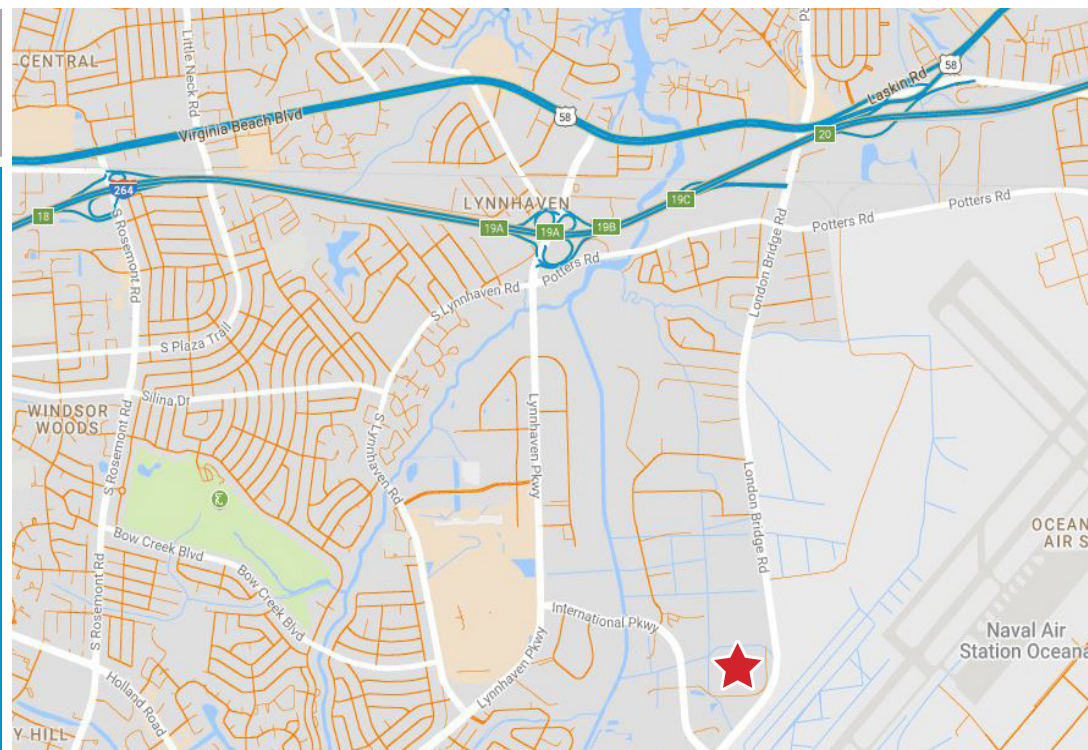 CENTRAL
Little Neck Rd
Rd
58
Laskin Rd
Virginia Beach Blvd
58
20
264
18
S Rosemont Rd
LYNNHAVEN
19A
19A
19B
19C
Potters Rd
Potters Rd
London Bridge Rd
Potters Rd
S Lynnhaven Rd
S Plaza Trail
Silina Dr
WINDSOR
WOODS
S Rosemont Rd
S Lynnhaven Rd
Lynnhaven Pkwy
London Bridge Rd
OCEAN
AIR S
Bow Creek Blvd
Bow Creek Blvd
S Rosemont Rd
International Pkwy
Naval Air
Station Oceana
Holland Road
Lynnhaven Pkwy
Y HILL